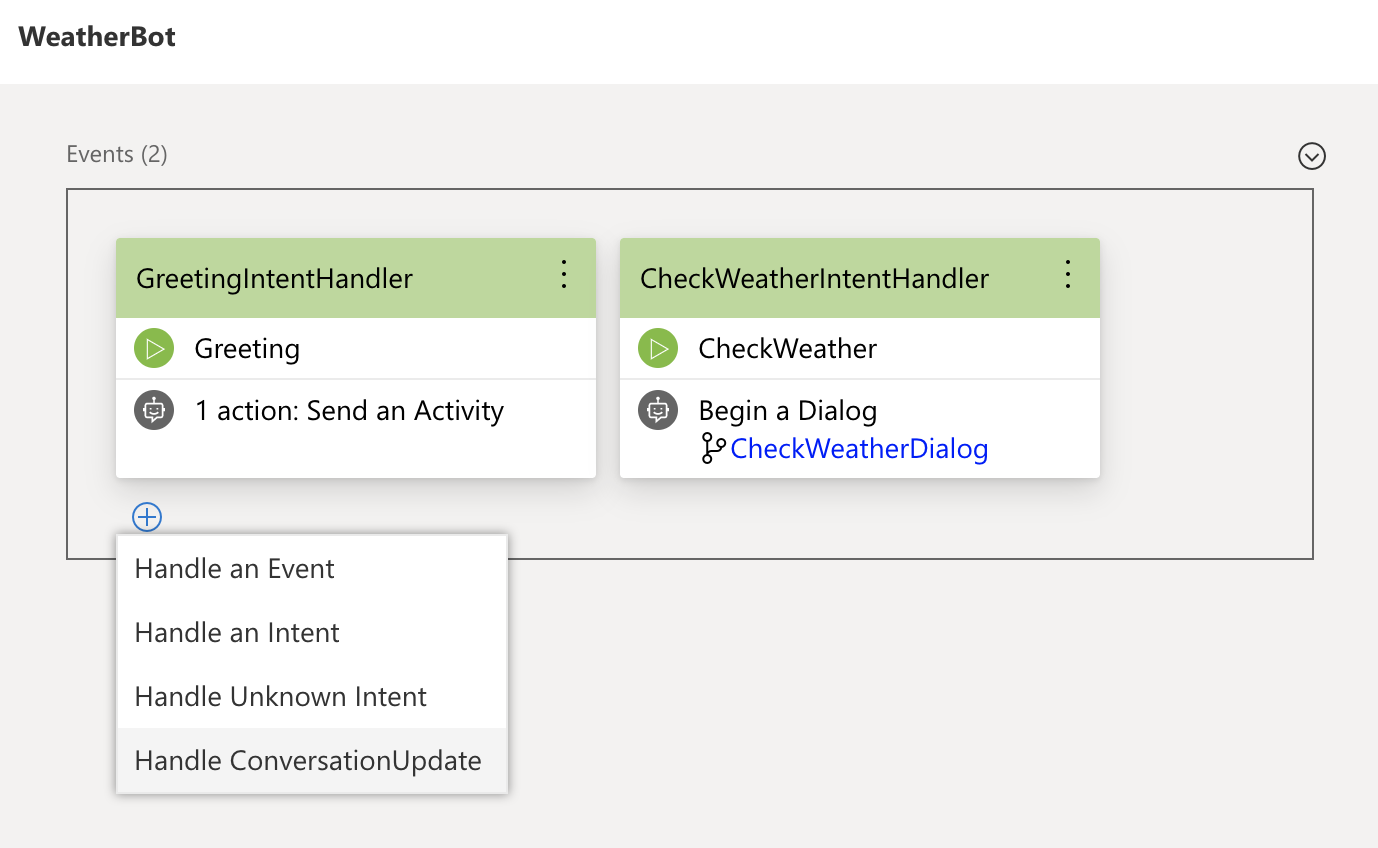 WeatherBot
Events (2)
GreetingIntentHandler
Greeting
1 action: Send an Activity
CheckWeatherIntentHandler
CheckWeather
Begin a Dialog
CheckWeatherDialog
Handle an Event
Handle an Intent
Handle Unknown Intent
Handle ConversationUpdate